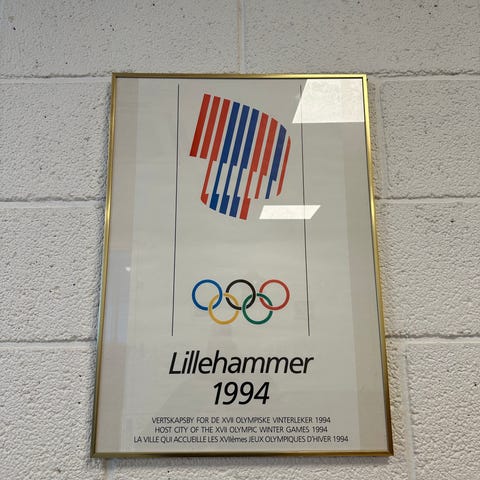 Lillehammer
1994
VERTSKAPSBY FOR DE XVII OLYMPISKE VINTERLEKER 1994
HOST CITY OF THE XVII OLYMPIC WINTER GAMES 1994
LA VILLE QUI ACCUEILLE LES XVIIèmes JEUX OLYMPIQUES D'HIVER 1994